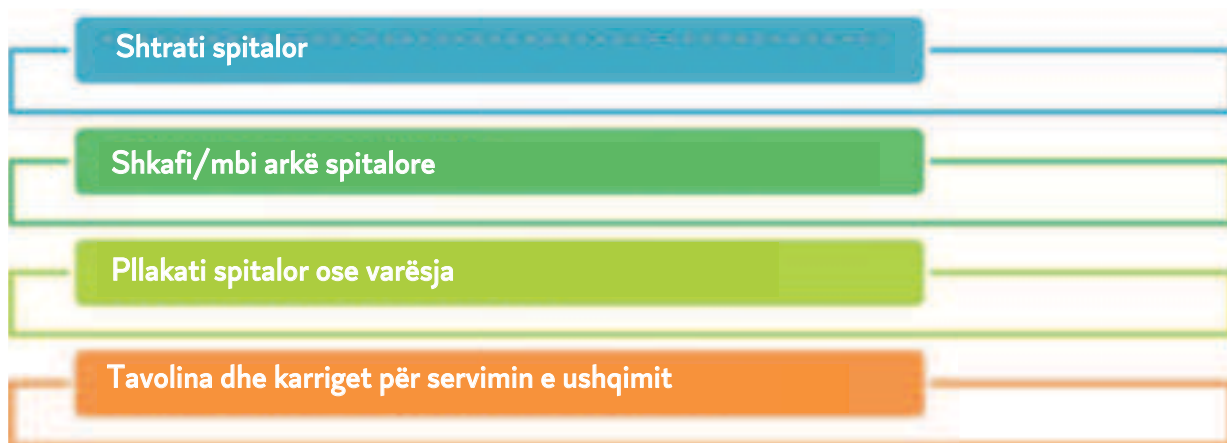 Shtrati spitalor
Shkafi/mbi arkë spitalore
Pllakati spitalor ose varësja
Tavolina dhe karriget për servimin e ushqimit